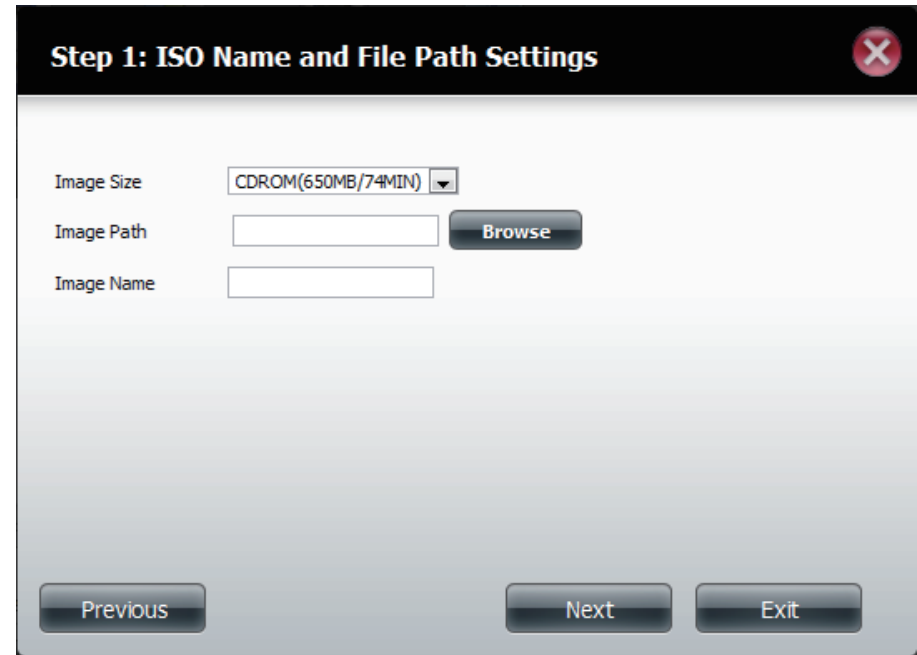 Step 1: ISO Name and File Path Settings
Image Size CDROM(650MB/74MIN)
Image Path Browse
Image Name
Previous Next Exit